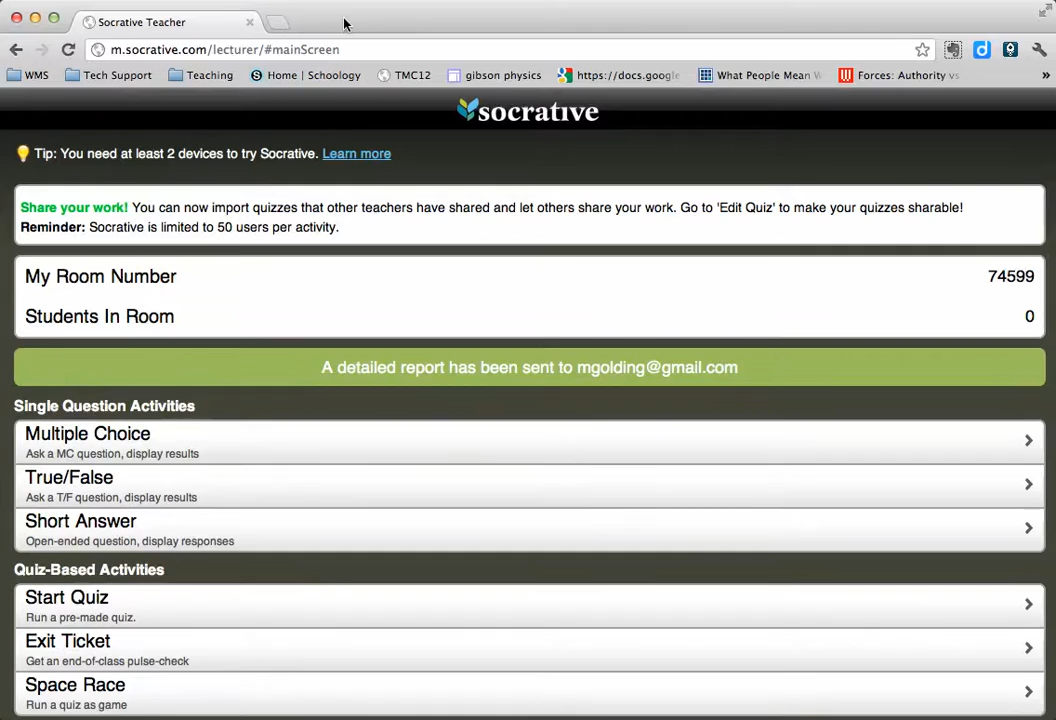 Socrative Teacher
m.socrative.com/lecturer/#mainScreen
WMS Tech Support Teaching Home | Schoology TMC12 gibson physics https://docs.google What People Mean W Forces: Authority vs »
socrative
Tip: You need at least 2 devices to try Socrative. Learn more
Share your work! You can now import quizzes that other teachers have shared and let others share your work. Go to 'Edit Quiz' to make your quizzes sharable!
Reminder: Socrative is limited to 50 users per activity.
My Room Number 74599
Students In Room 0
A detailed report has been sent to mgolding@gmail.com
Single Question Activities
Multiple Choice
Ask a MC question, display results
True/False
Ask a T/F question, display results
Short Answer
Open-ended question, display responses
Quiz-Based Activities
Start Quiz
Run a pre-made quiz.
Exit Ticket
Get an end-of-class pulse-check
Space Race
Run a quiz as game